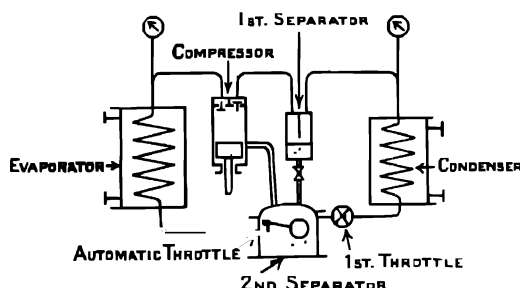 1ST. SEPARATOR
COMPRESSOR
EVAPORATOR
CONDENSER
AUTOMATIC THROTTLE
1ST. THROTTLE
2ND SEPARATOR